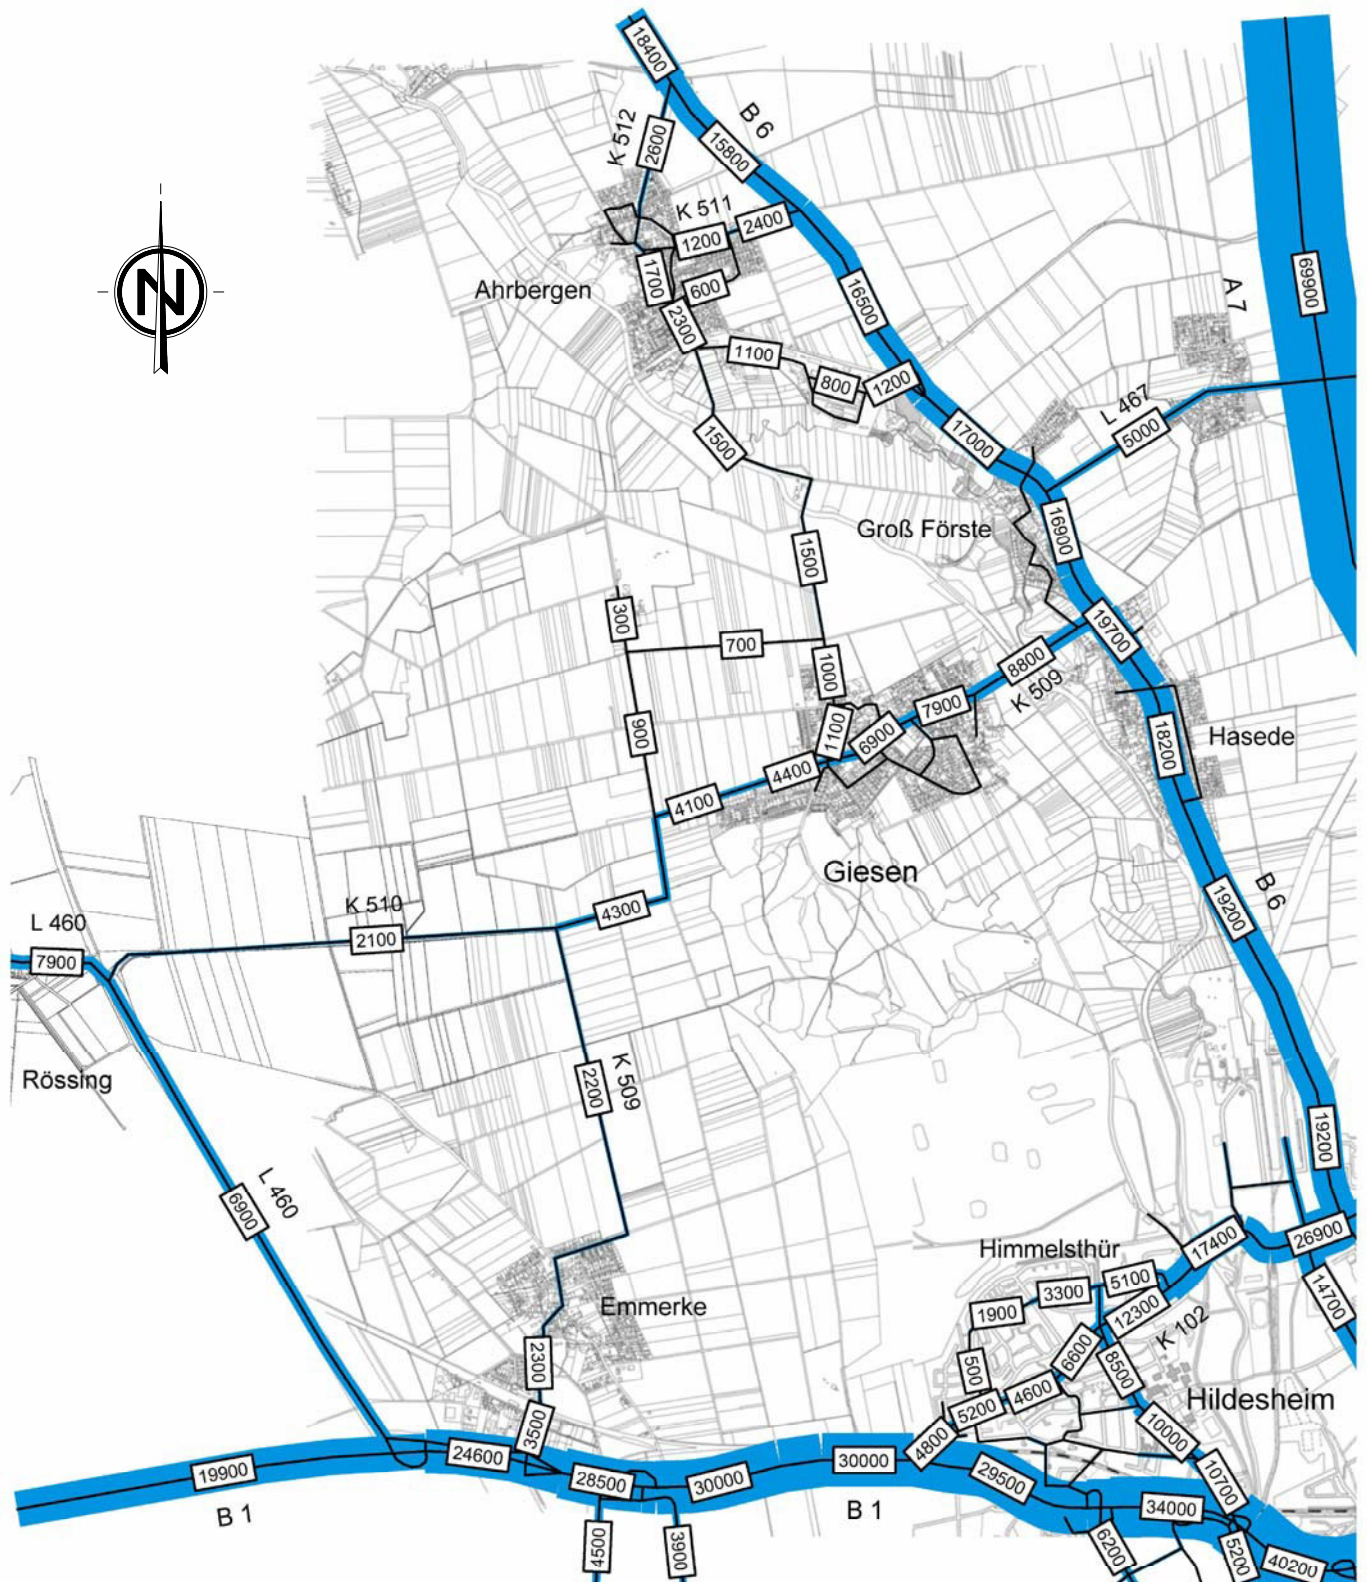 18400
B 6
K 512
2600
15800
K 511
1200
2400
N
Ahrbergen
1700
600
2300
16500
A 7
69900
1100
800
1200
L 467
5000
17000
1500
Groß Förste
16900
1500
300
700
1000
19700
8800
K 509
7900
900
1100
6900
18200
Hasede
4400
4100
Giesen
B 6
19200
L 460
K 510
2100
4300
7900
Rössing
2200
K 509
19200
L 460
6900
Himmelsthür
17400
26900
5100
3300
1900
12300
14700
K 102
Emmerke
6600
8500
500
4600
2300
Hildesheim
5200
3500
4800
10000
24600
19900
28500
30000
30000
29500
10700
B 1
B 1
34000
4500
3900
6200
5200
40200